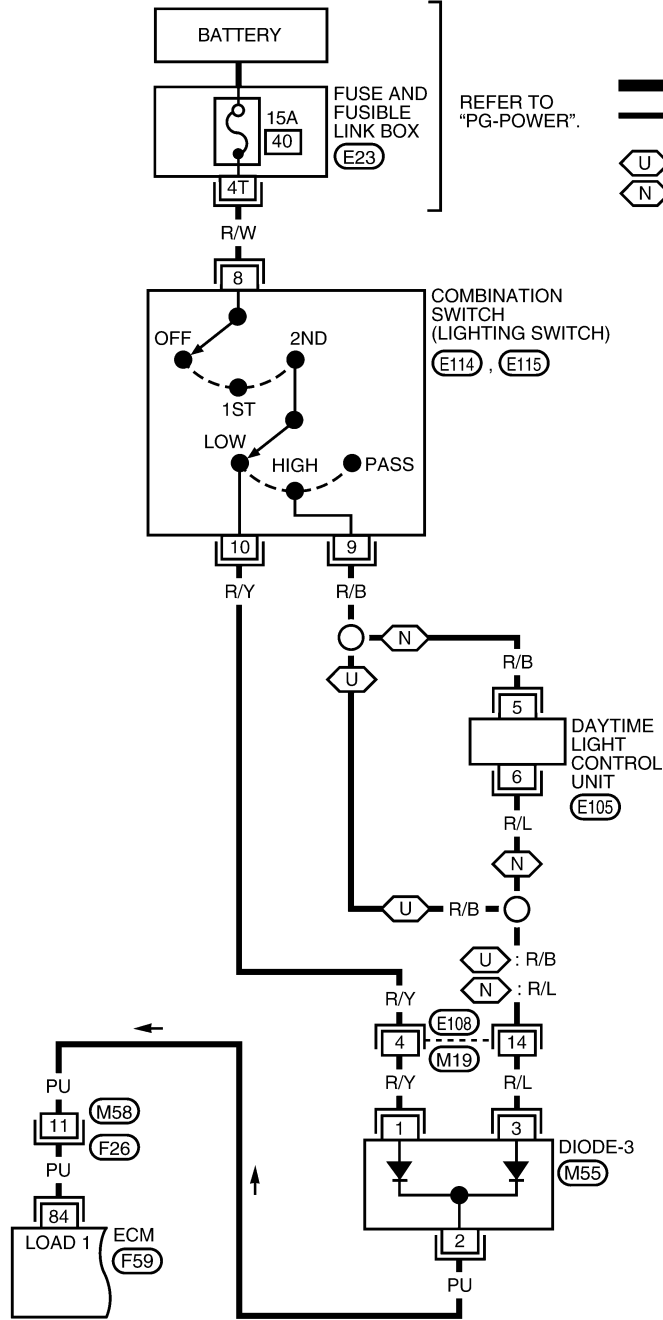 BATTERY
FUSE AND
FUSIBLE
LINK BOX
E23
15A
40
REFER TO
"PG-POWER".
U
N
4T
R/W
8
COMBINATION
SWITCH
(LIGHTING SWITCH)
E114 , E115
OFF
2ND
1ST
LOW
HIGH
PASS
10
9
R/Y
R/B
N
U
R/B
5
DAYTIME
LIGHT
CONTROL
UNIT
E105
6
R/L
N
U
R/B
U : R/B
N : R/L
R/Y
E108
4
14
M19
R/Y
R/L
PU
11
M58
F26
PU
1
3
DIODE-3
M55
84
LOAD 1
ECM
F59
2
PU